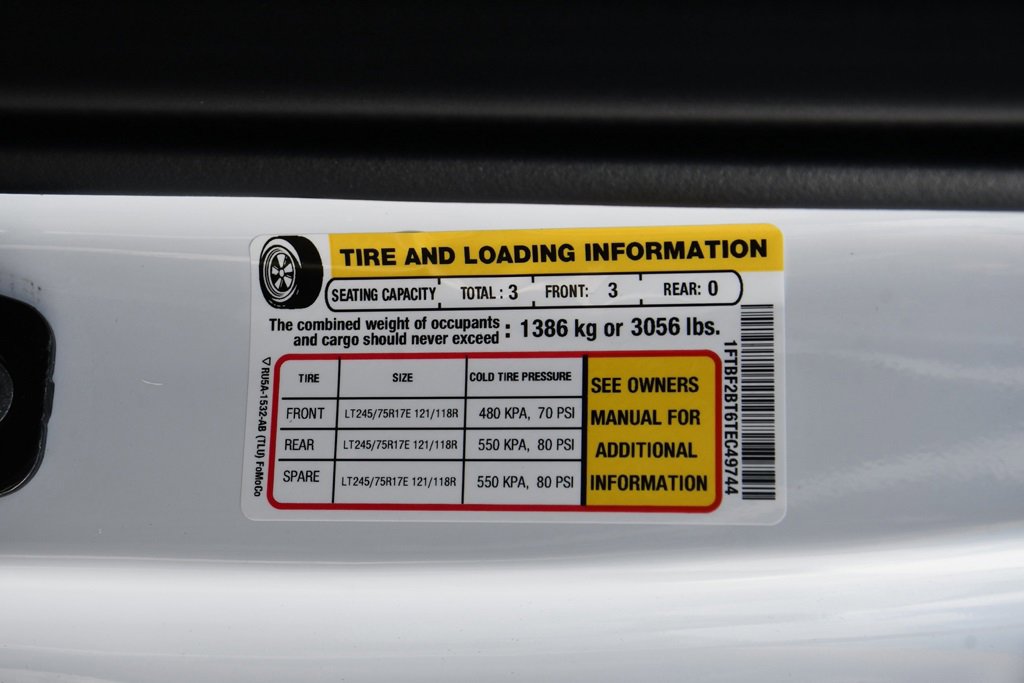 TIRE AND LOADING INFORMATION
SEATING CAPACITY TOTAL : 3 FRONT: 3 REAR: 0
The combined weight of occupants
and cargo should never exceed : 1386 kg or 3056 lbs.
TIRE SIZE COLD TIRE PRESSURE
FRONT LT245/75R17E 121/118R 480 KPA, 70 PSI
REAR LT245/75R17E 121/118R 550 KPA, 80 PSI
SPARE LT245/75R17E 121/118R 550 KPA, 80 PSI
SEE OWNERS
MANUAL FOR
ADDITIONAL
INFORMATION
1FTBF2BT6TEC49744
▽RU5A-1532-AB (TLU) FoMoCo